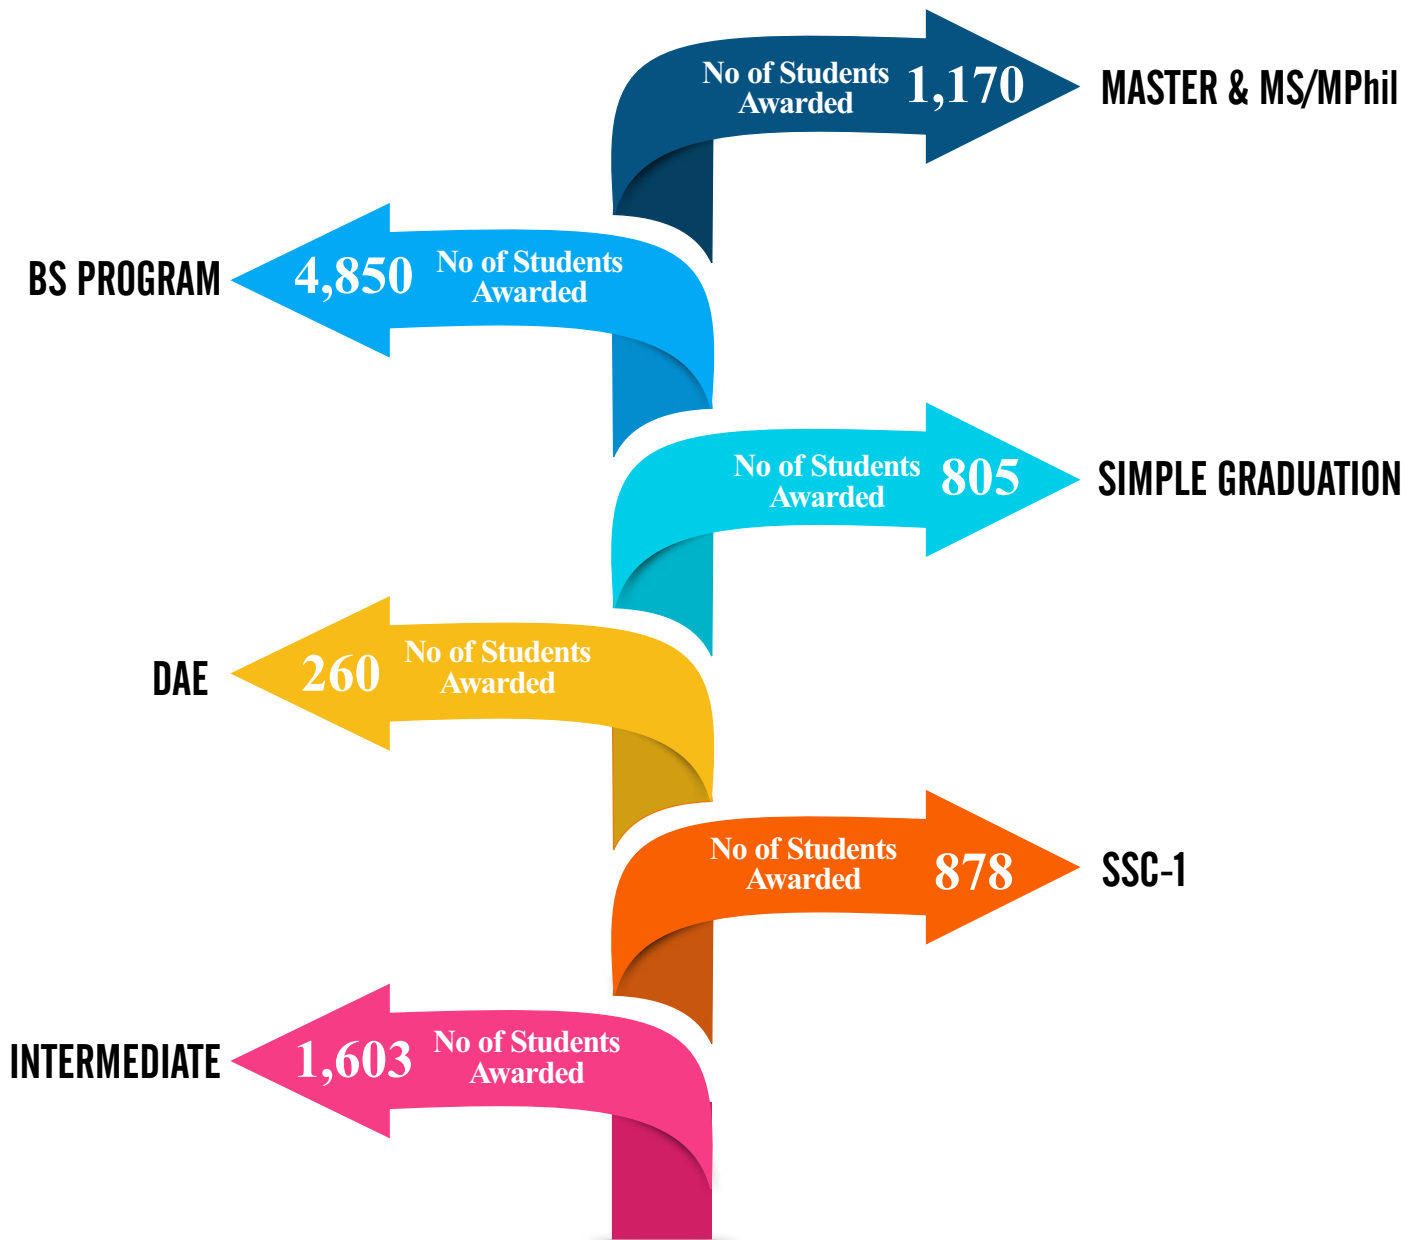 No of Students
Awarded
1,170
MASTER & MS/MPhil
BS PROGRAM
4,850
No of Students
Awarded
No of Students
Awarded
805
SIMPLE GRADUATION
DAE
260
No of Students
Awarded
No of Students
Awarded
878
SSC-1
INTERMEDIATE
1,603
No of Students
Awarded